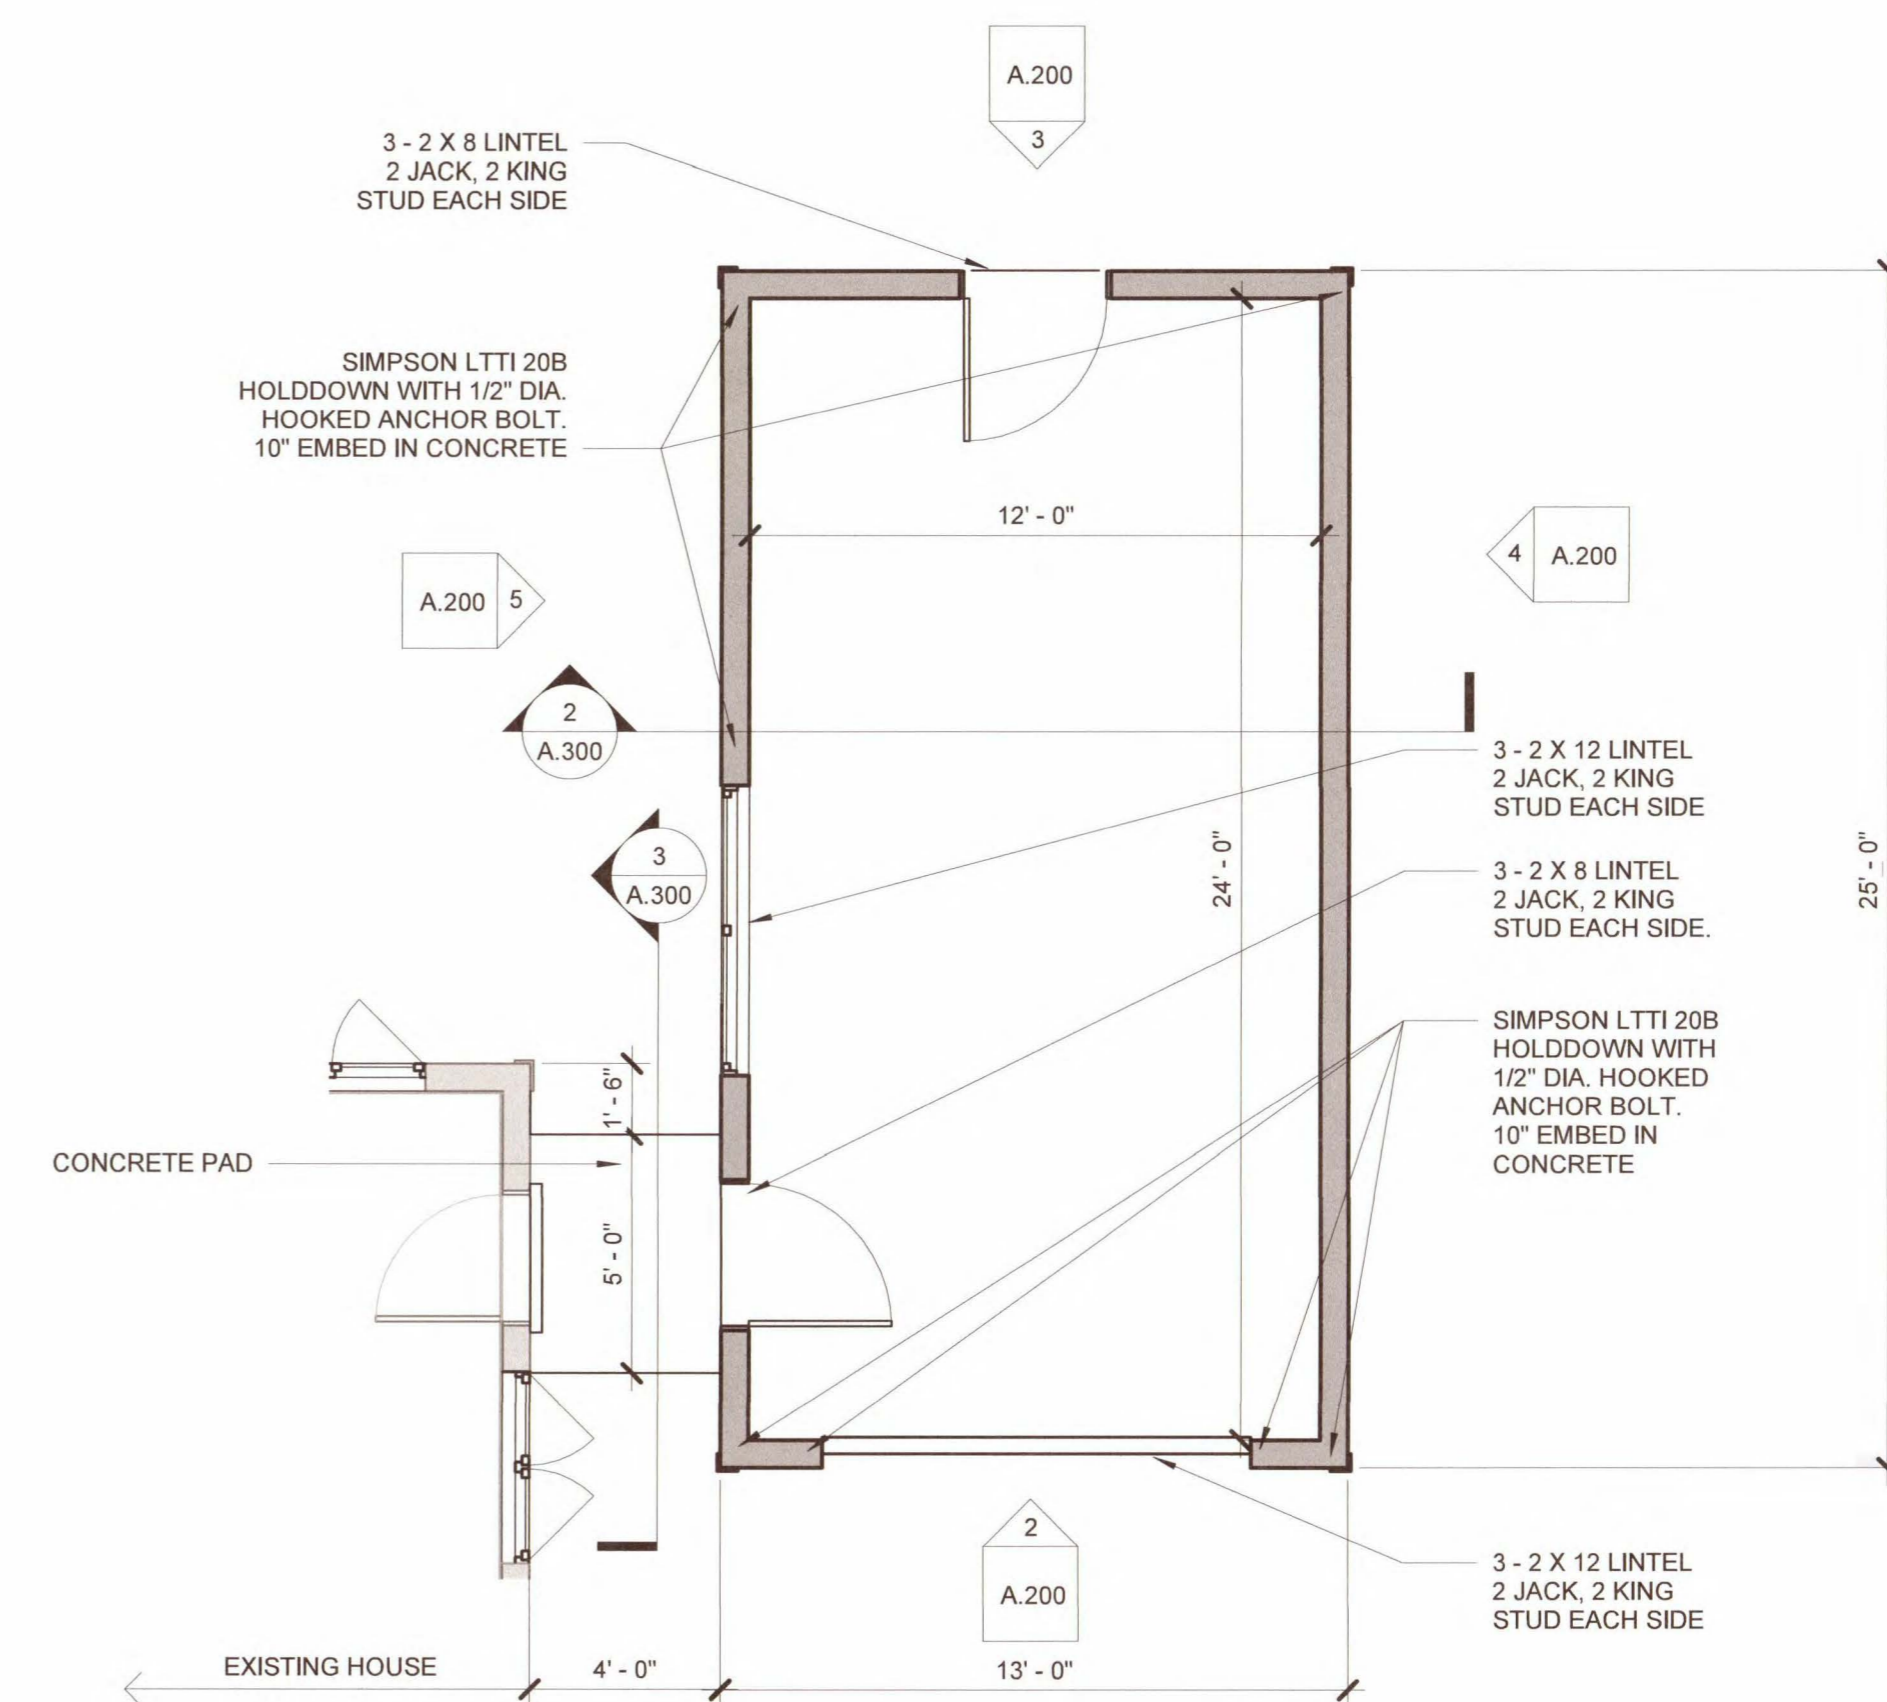 A.200
3
3 - 2 X 8 LINTEL
2 JACK, 2 KING
STUD EACH SIDE
SIMPSON LTTI 20B
HOLDDOWN WITH 1/2" DIA.
HOOKED ANCHOR BOLT.
10" EMBED IN CONCRETE
12' - 0"
4
A.200
A.200
5
2
A.300
3 - 2 X 12 LINTEL
2 JACK, 2 KING
STUD EACH SIDE
3
A.300
24' - 0"
25' - 0"
3 - 2 X 8 LINTEL
2 JACK, 2 KING
STUD EACH SIDE.
SIMPSON LTTI 20B
HOLDDOWN WITH
1/2" DIA. HOOKED
ANCHOR BOLT.
10" EMBED IN
CONCRETE
1' - 6"
CONCRETE PAD
5' - 0"
2
A.200
3 - 2 X 12 LINTEL
2 JACK, 2 KING
STUD EACH SIDE
EXISTING HOUSE
4' - 0"
13' - 0"